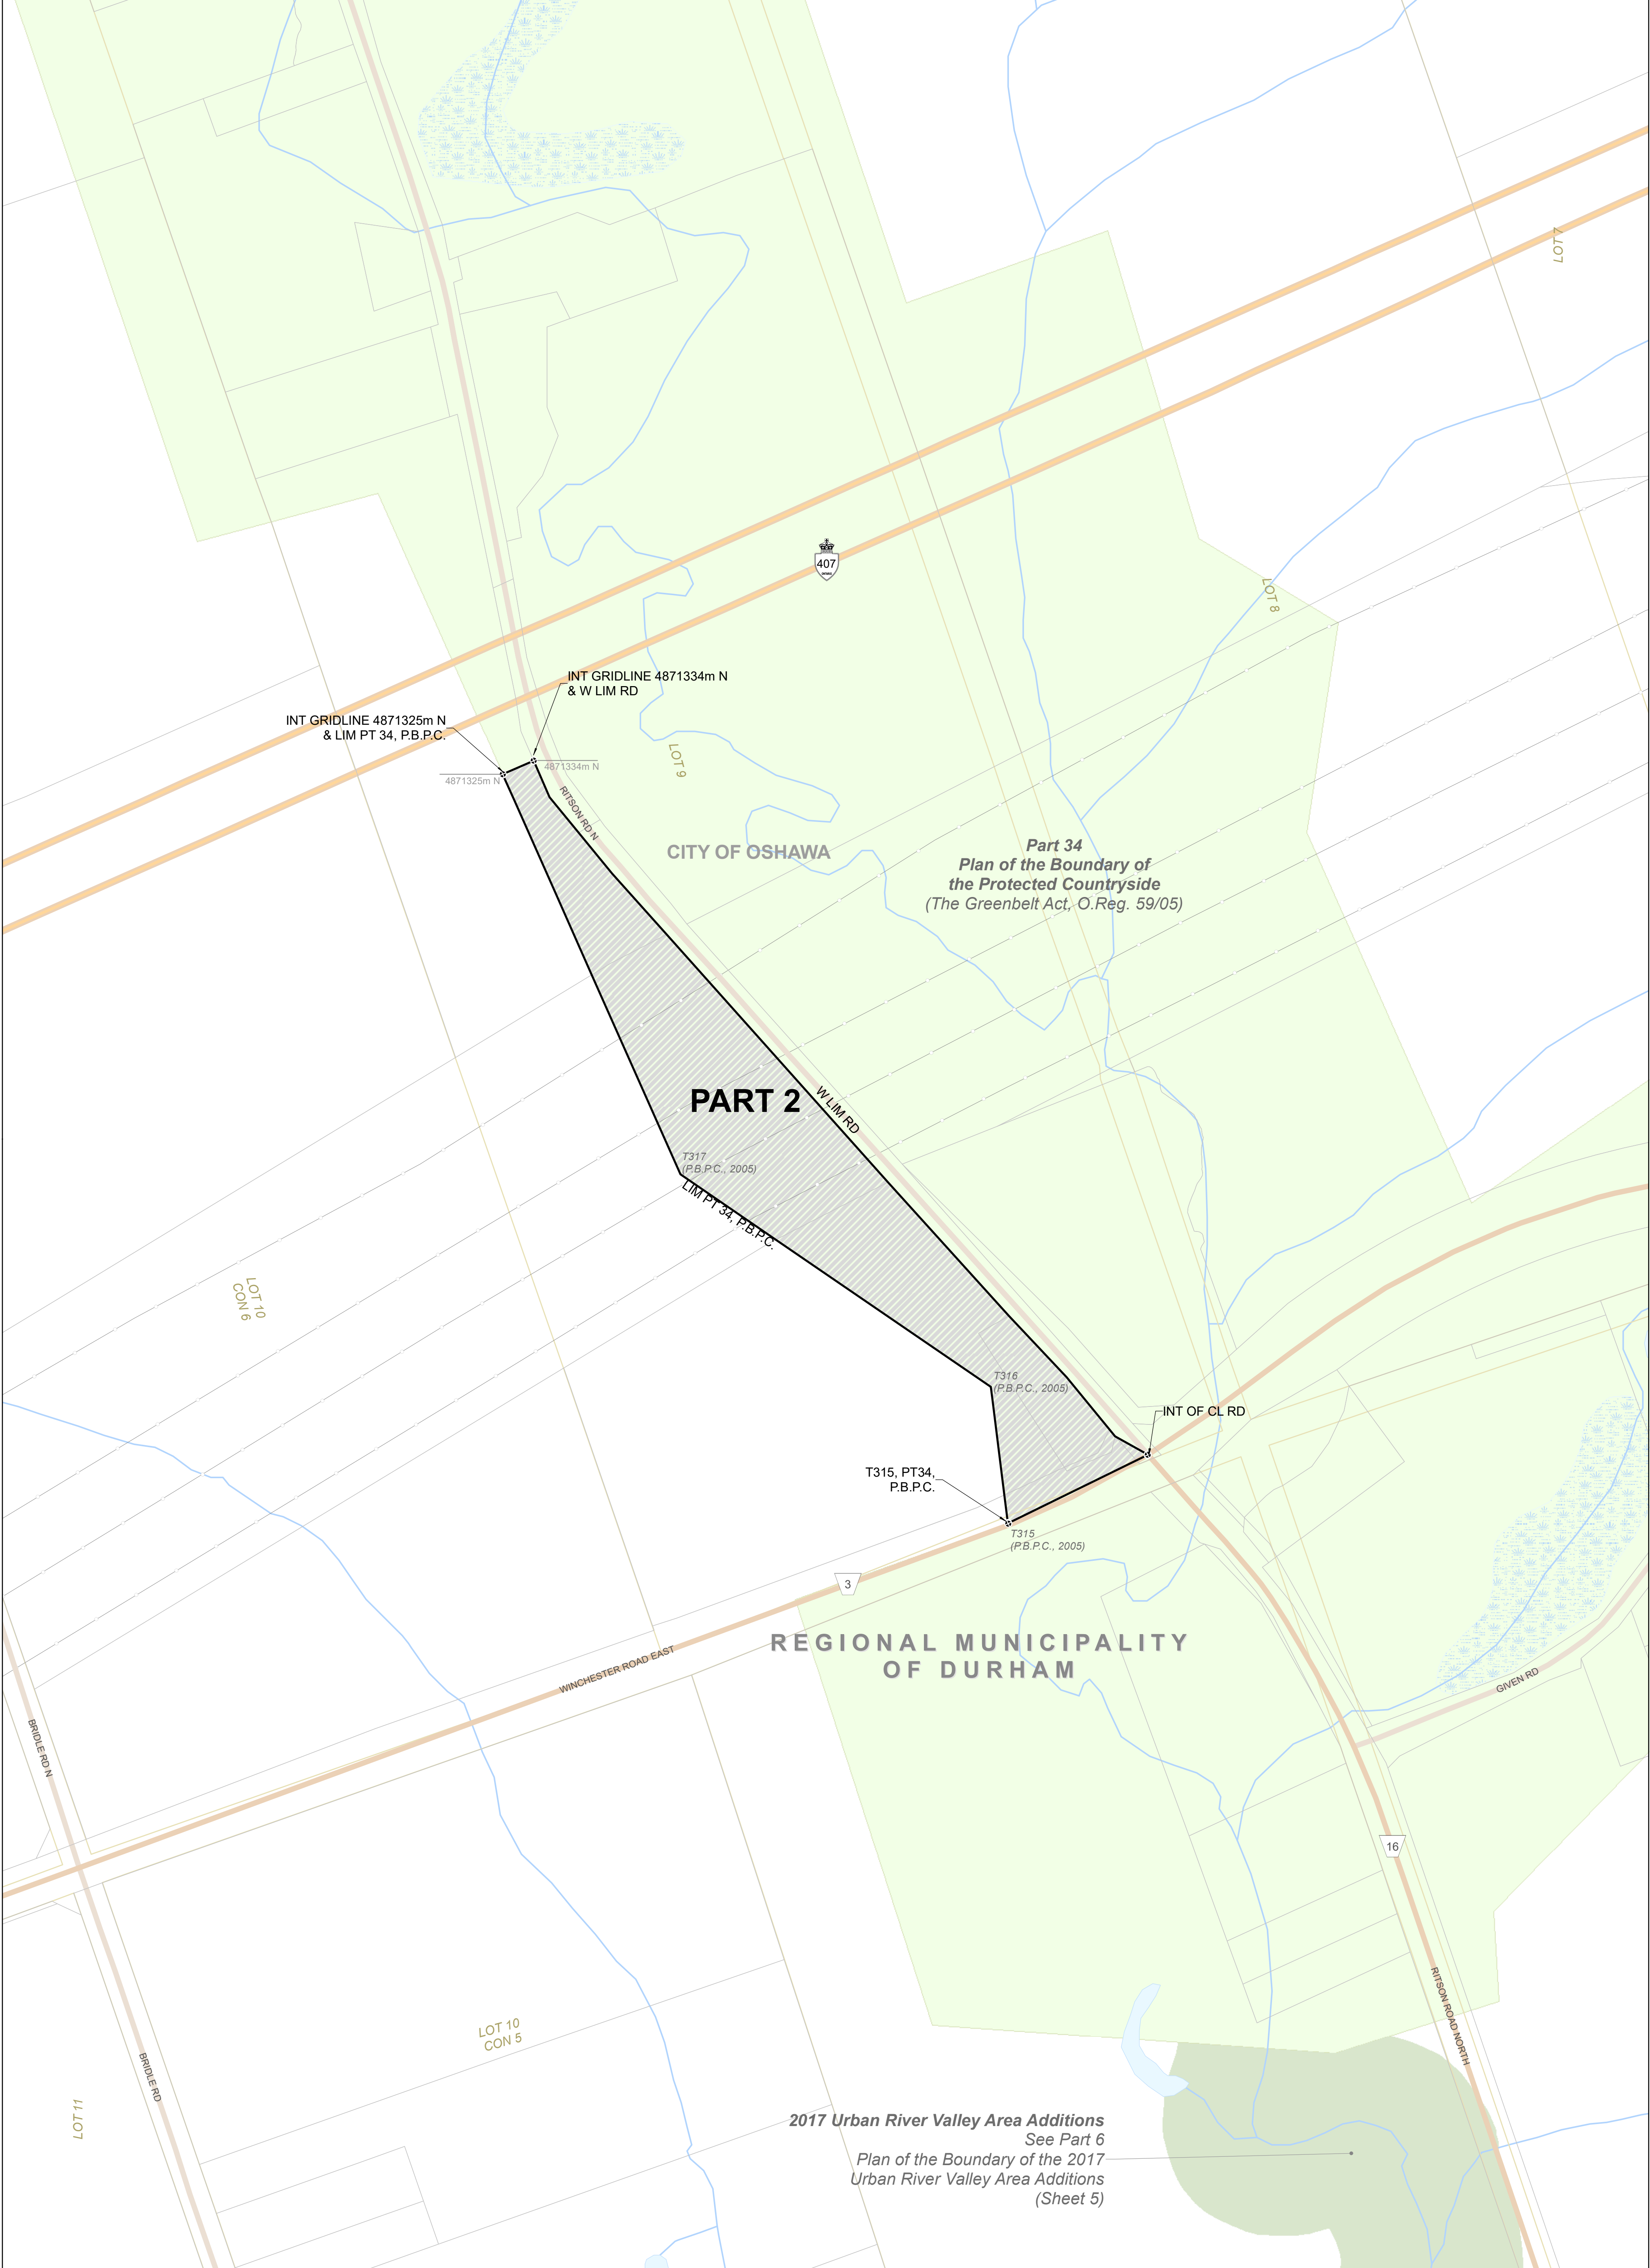 LOT 7
407
LOT 8
INT GRIDLINE 4871334m N
& W LIM RD
INT GRIDLINE 4871325m N
& LIM PT 34, P.B.P.C.
4871334m N
4871325m N
LOT 9
RITSON RD N
CITY OF OSHAWA
Part 34
Plan of the Boundary of
the Protected Countryside
(The Greenbelt Act, O.Reg. 59/05)
PART 2
W LIM RD
T317
(P.B.P.C., 2005)
LIM PT 34, P.B.P.C.
LOT 10
CON 6
T316
(P.B.P.C., 2005)
INT OF CL RD
T315, PT34,
P.B.P.C.
T315
(P.B.P.C., 2005)
3
REGIONAL MUNICIPALITY
OF DURHAM
WINCHESTER ROAD EAST
GIVEN RD
BRIDLE RD N
16
RITSON ROAD NORTH
LOT 10
CON 5
BRIDLE RD
LOT 11
2017 Urban River Valley Area Additions
See Part 6
Plan of the Boundary of the 2017
Urban River Valley Area Additions
(Sheet 5)